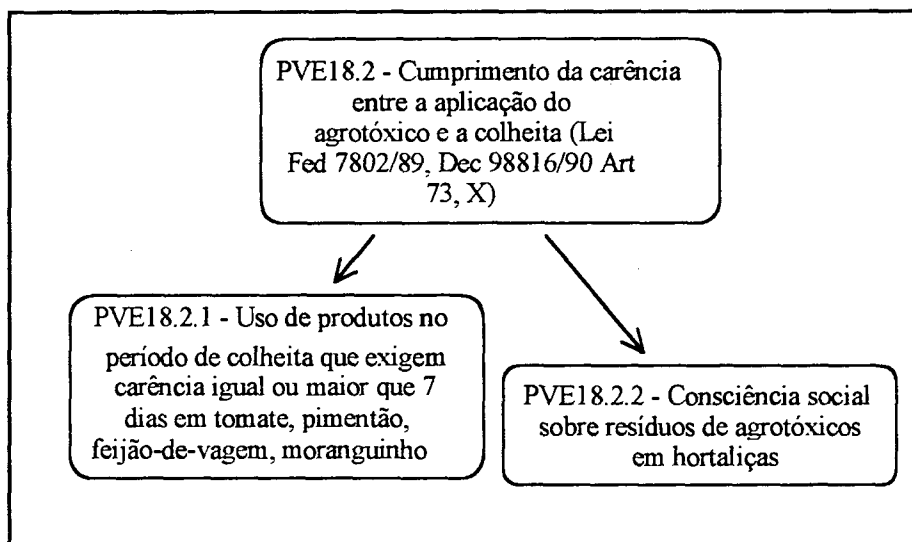 PVE18.2 - Cumprimento da carência
entre a aplicação do
agrotóxico e a colheita (Lei
Fed 7802/89, Dec 98816/90 Art
73, X)
PVE18.2.1 - Uso de produtos no
período de colheita que exigem
carência igual ou maior que 7
dias em tomate, pimentão,
feijão-de-vagem, moranguinho
PVE18.2.2 - Consciência social
sobre resíduos de agrotóxicos
em hortaliças